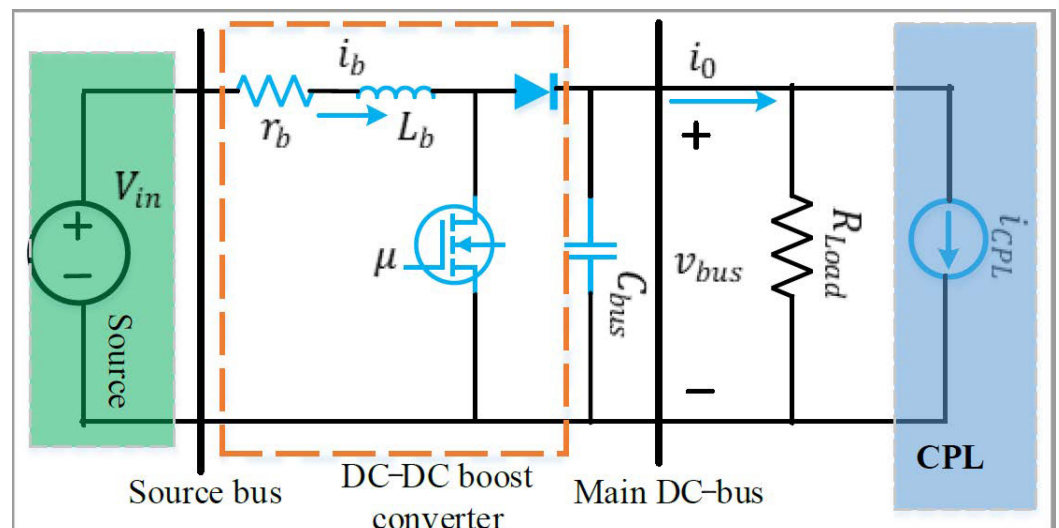 i_b
i_0
r_b
L_b
V_in
+
−
Source
μ
C_bus
+
v_bus
−
R_Load
i_CPL
CPL
Source bus
DC–DC boost
converter
Main DC–bus